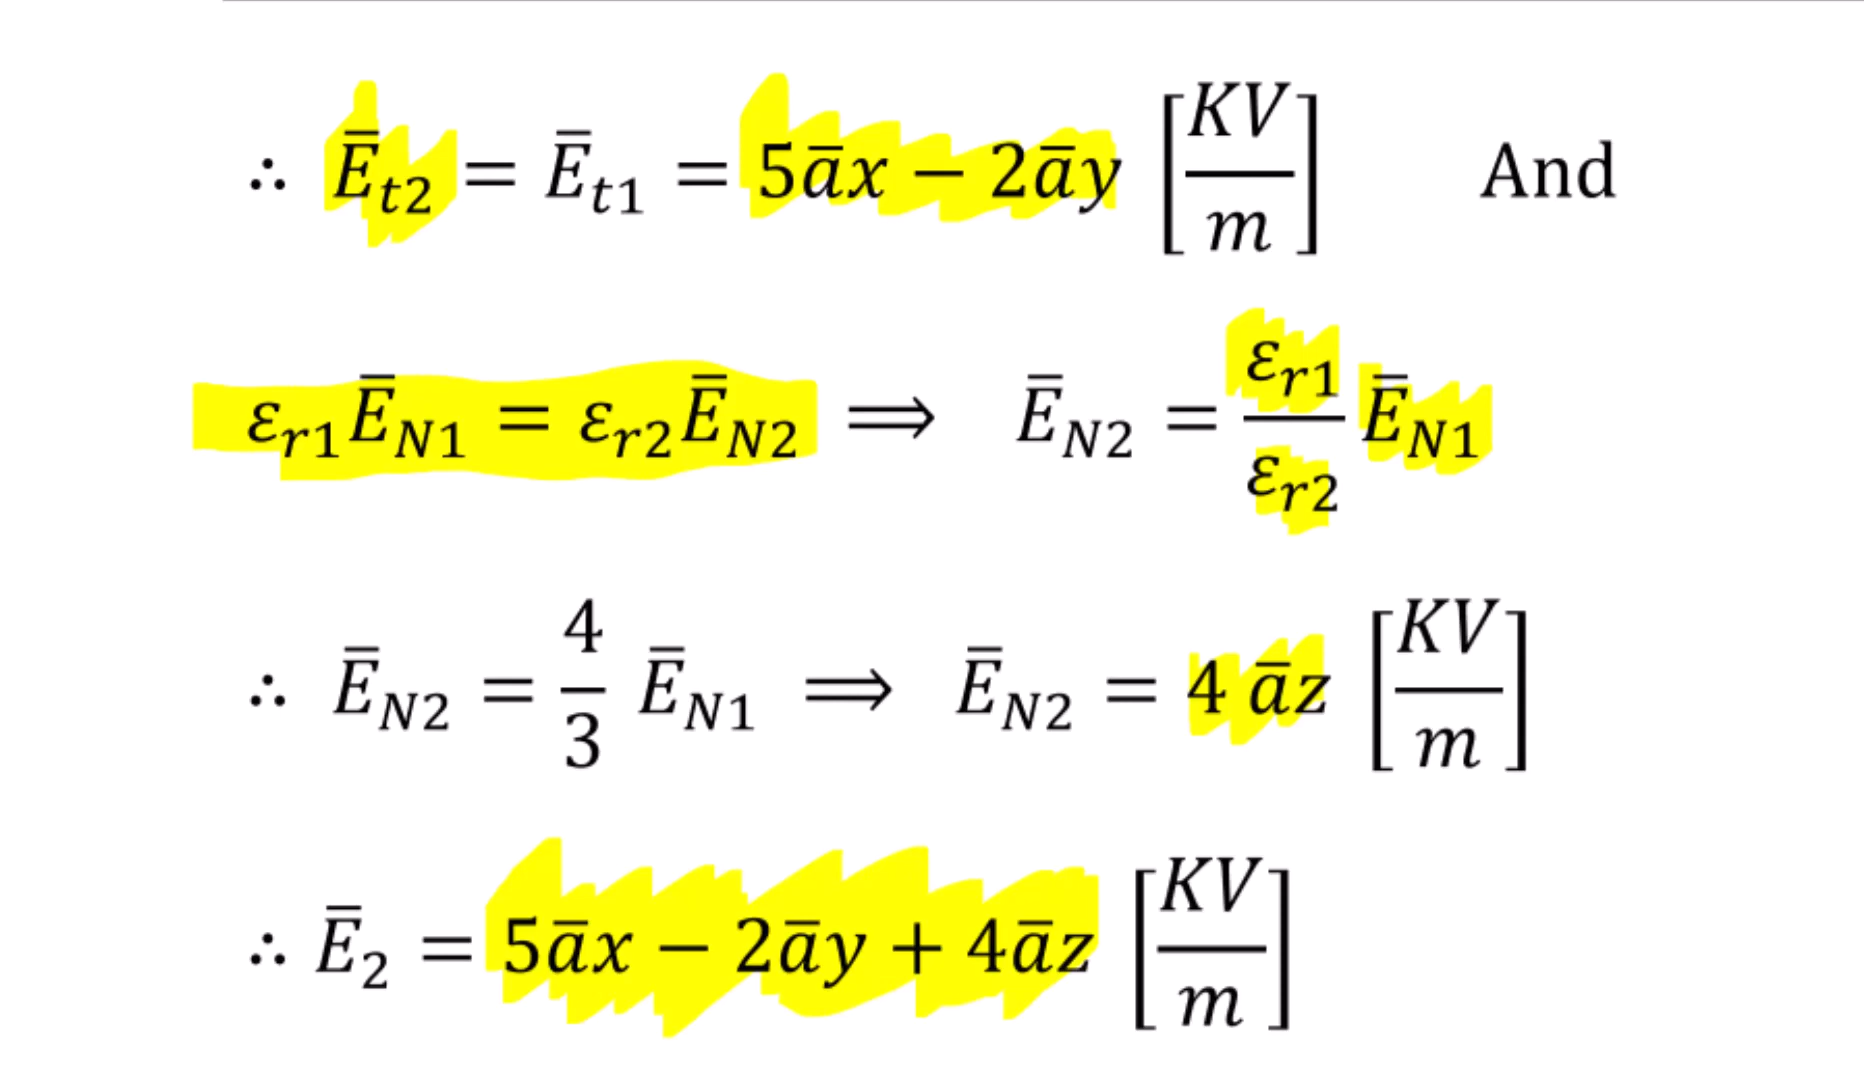 ∴ Ē_t2 = Ē_t1 = 5āx − 2āy [KV/m] And
ε_r1 Ē_N1 = ε_r2 Ē_N2 ⟹ Ē_N2 = ε_r1/ε_r2 Ē_N1
∴ Ē_N2 = 4/3 Ē_N1 ⟹ Ē_N2 = 4 āz [KV/m]
∴ Ē_2 = 5āx − 2āy + 4āz [KV/m]